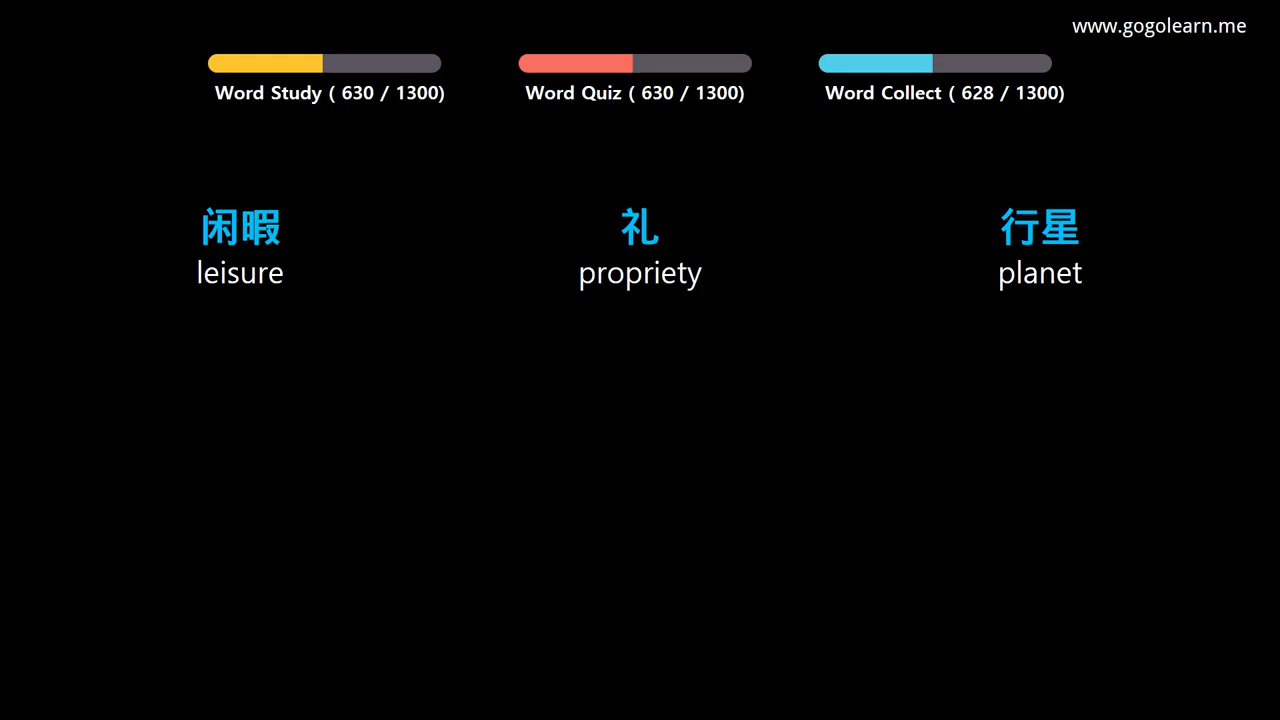 www.gogolearn.me
Word Study ( 630 / 1300)
Word Quiz ( 630 / 1300)
Word Collect ( 628 / 1300)
闲暇
leisure
礼
propriety
行星
planet